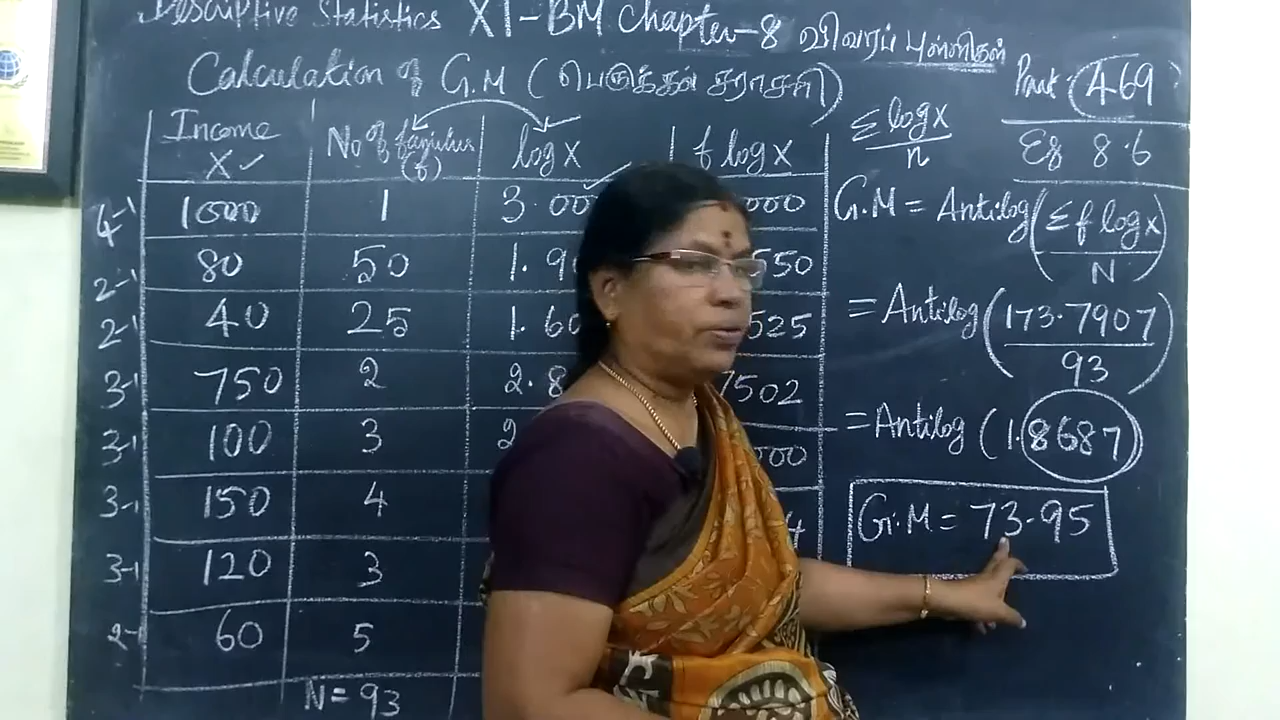 Descriptive Statistics XI-BM Chapter-8 விவரப் புள்ளிகள்
Calculation of G.M (பெருக்கல் சராசரி)
469
Eg 8.6
Income X ✓
No of families (f)
log x
f log x
Σ log x / n
4-1 1000 1 3.00 000
2-1 80 50 1.90 550
2-1 40 25 1.60 525
3-1 750 2 2.8 7502
3-1 100 3 2 000
3-1 150 4 4
3-1 120 3
2-1 60 5
N = 93
G.M = Antilog (Σ f log x / N)
= Antilog (173.7907 / 93)
= Antilog (1.8687)
G.M = 73.95